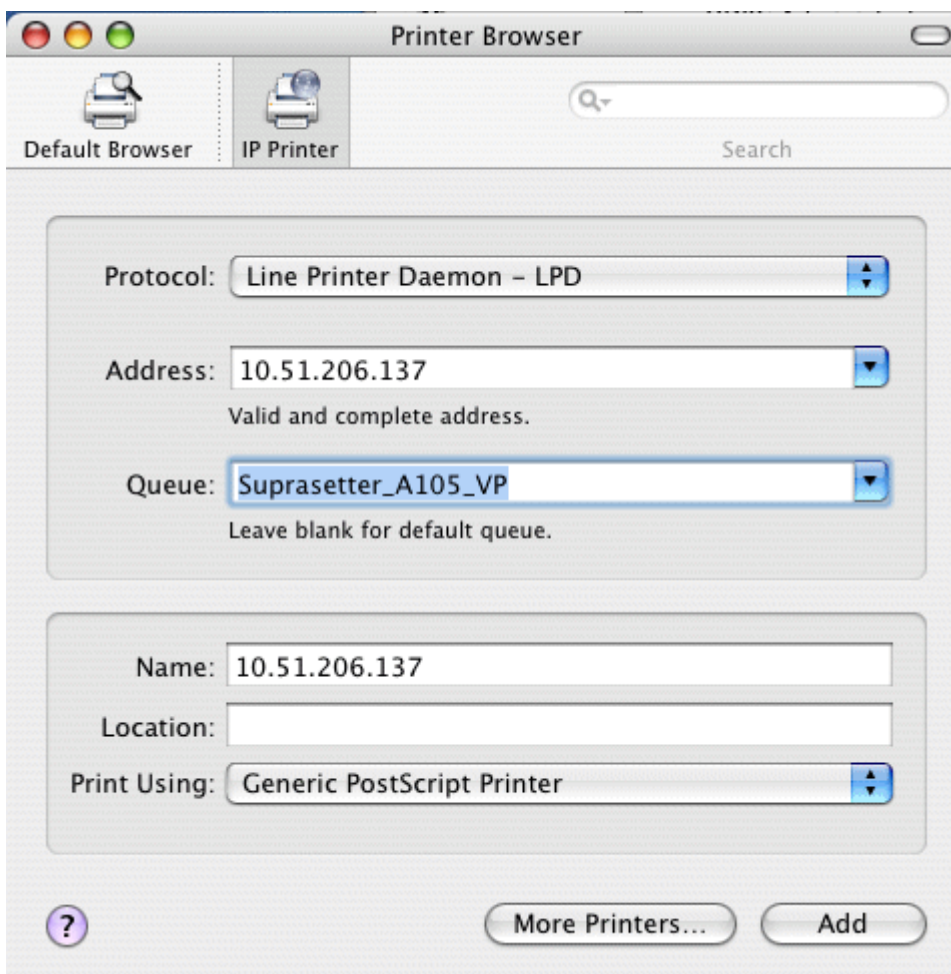 Printer Browser
Default Browser
IP Printer
Search
Protocol: Line Printer Daemon – LPD
Address: 10.51.206.137
Valid and complete address.
Queue: Suprasetter_A105_VP
Leave blank for default queue.
Name: 10.51.206.137
Location:
Print Using: Generic PostScript Printer
? More Printers... Add